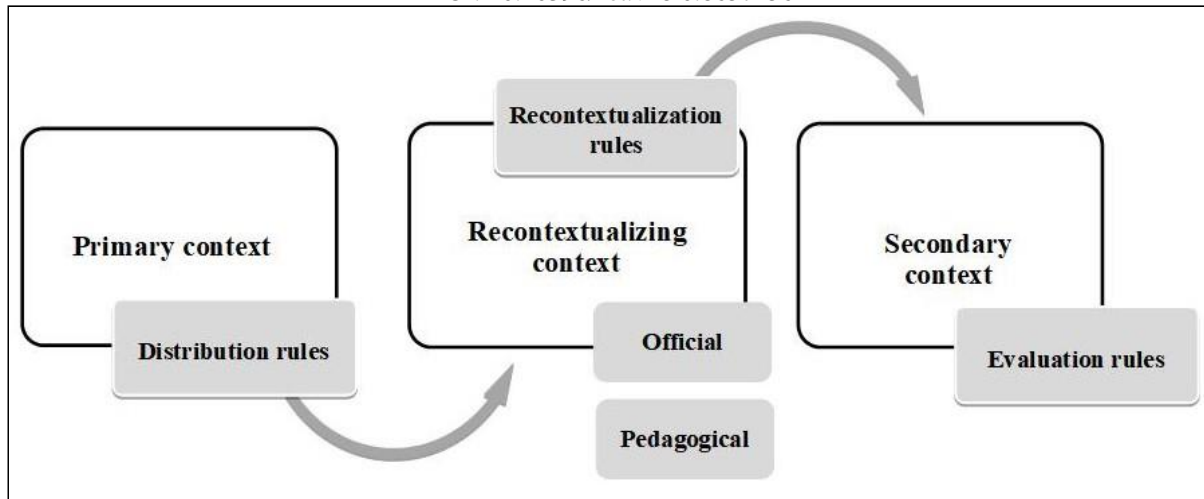 Primary context
Distribution rules
Recontextualization
rules
Recontextualizing
context
Official
Pedagogical
Secondary
context
Evaluation rules